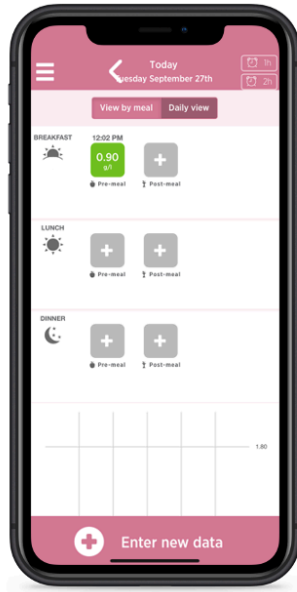 Today
Tuesday September 27th
1h
2h
View by meal Daily view
BREAKFAST 12:02 PM
0.90
g/l
Pre-meal Post-meal
LUNCH
Pre-meal Post-meal
DINNER
Pre-meal Post-meal
1.80
Enter new data